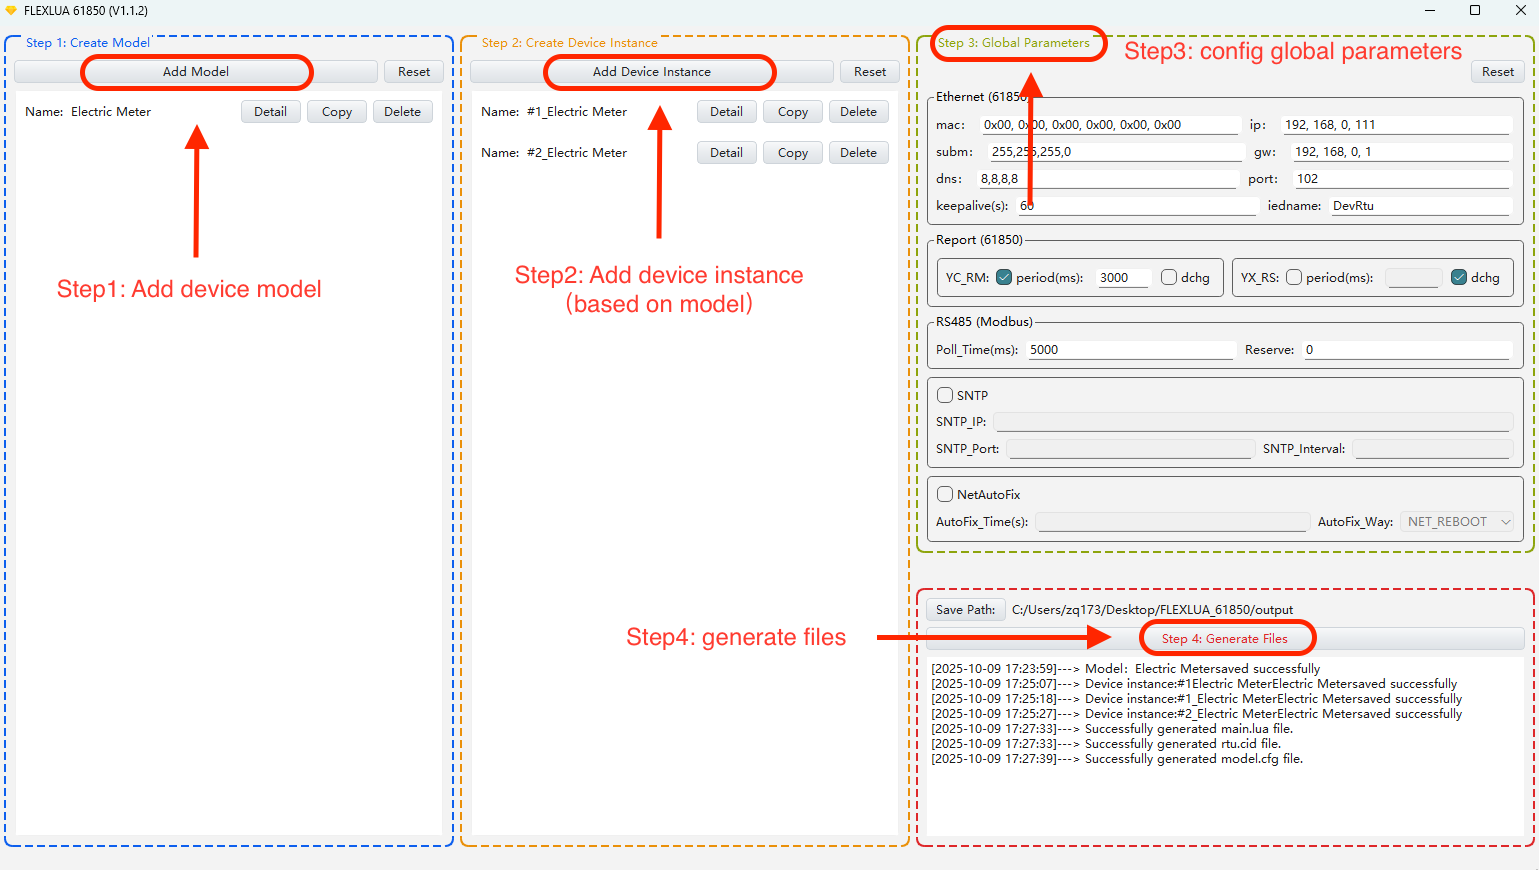 FLEXLUA 61850 (V1.1.2)
Step 1: Create Model
Add Model
Reset
Name: Electric Meter
Detail
Copy
Delete
Step1: Add device model
Step 2: Create Device Instance
Add Device Instance
Reset
Name: #1_Electric Meter
Detail
Copy
Delete
Name: #2_Electric Meter
Detail
Copy
Delete
Step2: Add device instance
（based on model）
Step 3: Global Parameters
Step3: config global parameters
Reset
Ethernet (61850)
mac: 0x00, 0x00, 0x00, 0x00, 0x00, 0x00
ip: 192, 168, 0, 111
subm: 255,255,255,0
gw: 192, 168, 0, 1
dns: 8,8,8,8
port: 102
keepalive(s): 60
iedname: DevRtu
Report (61850)
YC_RM: period(ms): 3000 dchg
YX_RS: period(ms): dchg
RS485 (Modbus)
Poll_Time(ms): 5000
Reserve: 0
SNTP
SNTP_IP:
SNTP_Port:
SNTP_Interval:
NetAutoFix
AutoFix_Time(s):
AutoFix_Way: NET_REBOOT
Save Path: C:/Users/zq173/Desktop/FLEXLUA_61850/output
Step4: generate files
Step 4: Generate Files
[2025-10-09 17:23:59]---> Model: Electric Metersaved successfully
[2025-10-09 17:25:07]---> Device instance:#1Electric MeterElectric Metersaved successfully
[2025-10-09 17:25:18]---> Device instance:#1_Electric MeterElectric Metersaved successfully
[2025-10-09 17:25:27]---> Device instance:#2_Electric MeterElectric Metersaved successfully
[2025-10-09 17:27:33]---> Successfully generated main.lua file.
[2025-10-09 17:27:33]---> Successfully generated rtu.cid file.
[2025-10-09 17:27:39]---> Successfully generated model.cfg file.